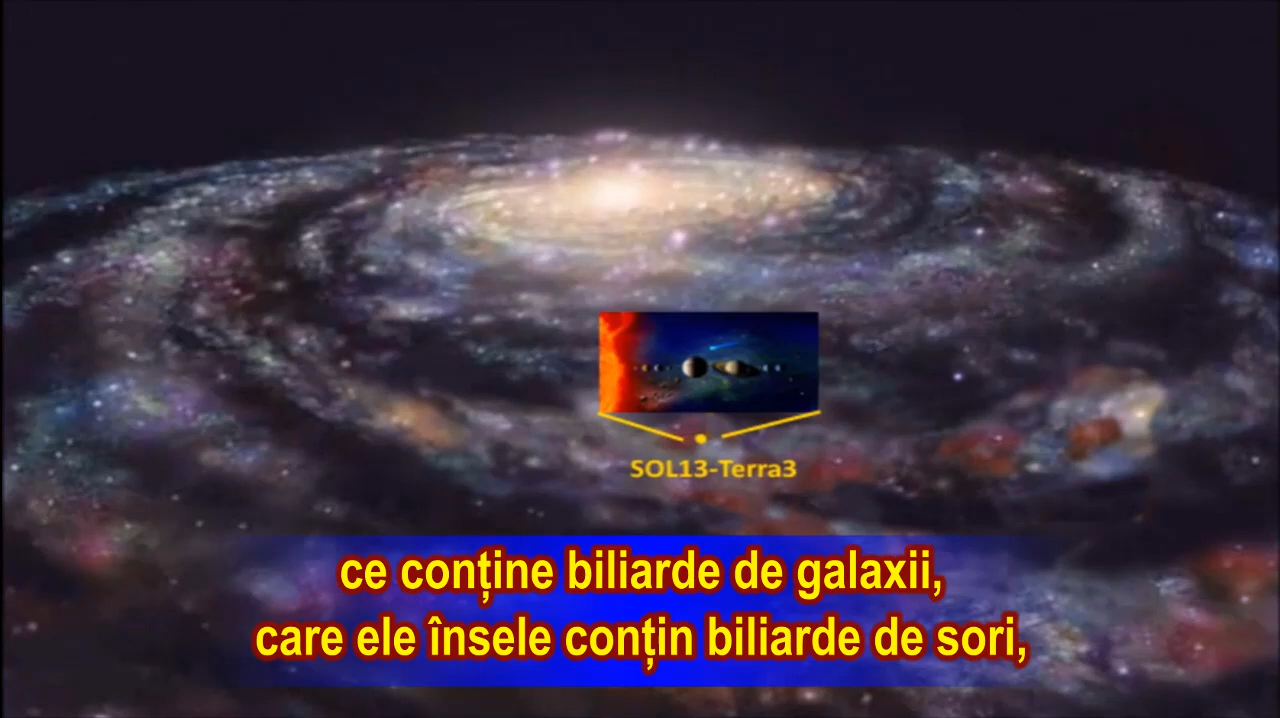 SOL13-Terra3
ce conține biliarde de galaxii,
care ele însele conțin biliarde de sori,